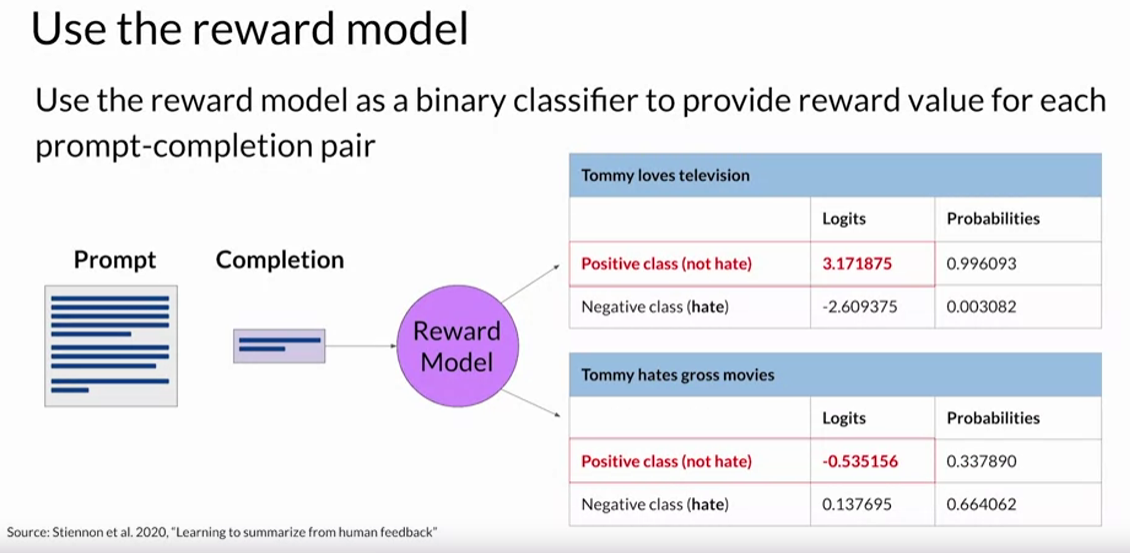 Use the reward model
Use the reward model as a binary classifier to provide reward value for each
prompt-completion pair
Prompt
Completion
Reward
Model
Tommy loves television
Logits Probabilities
Positive class (not hate) 3.171875 0.996093
Negative class (hate) -2.609375 0.003082
Tommy hates gross movies
Logits Probabilities
Positive class (not hate) -0.535156 0.337890
Negative class (hate) 0.137695 0.664062
Source: Stiennon et al. 2020, "Learning to summarize from human feedback"